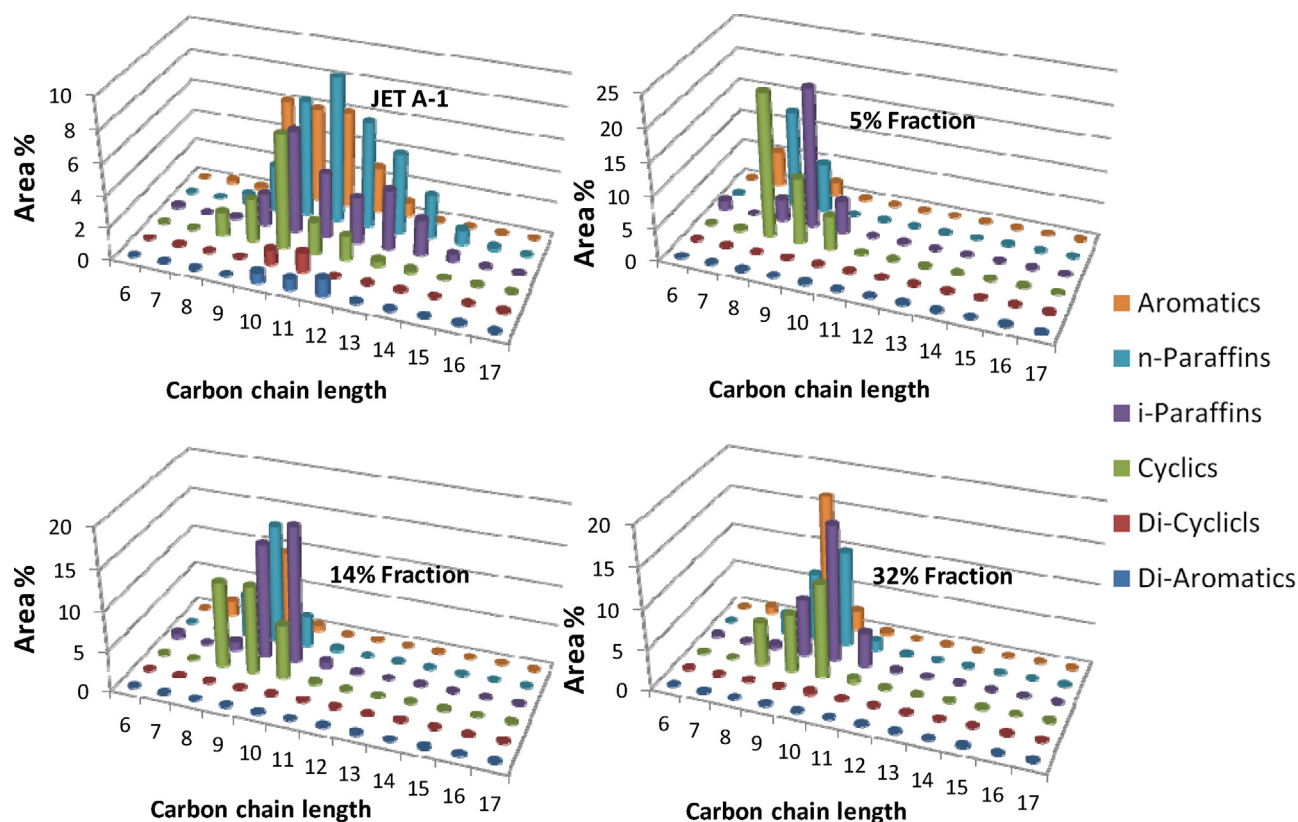 JET A-1
Area %
10
8
6
4
2
0
6 7 8 9 10 11 12 13 14 15 16 17
Carbon chain length
5% Fraction
Area %
25
20
15
10
5
0
6 7 8 9 10 11 12 13 14 15 16 17
Carbon chain length
14% Fraction
Area %
20
15
10
5
0
6 7 8 9 10 11 12 13 14 15 16 17
Carbon chain length
32% Fraction
Area %
20
15
10
5
0
6 7 8 9 10 11 12 13 14 15 16 17
Carbon chain length
Aromatics
n-Paraffins
i-Paraffins
Cyclics
Di-Cyclicls
Di-Aromatics